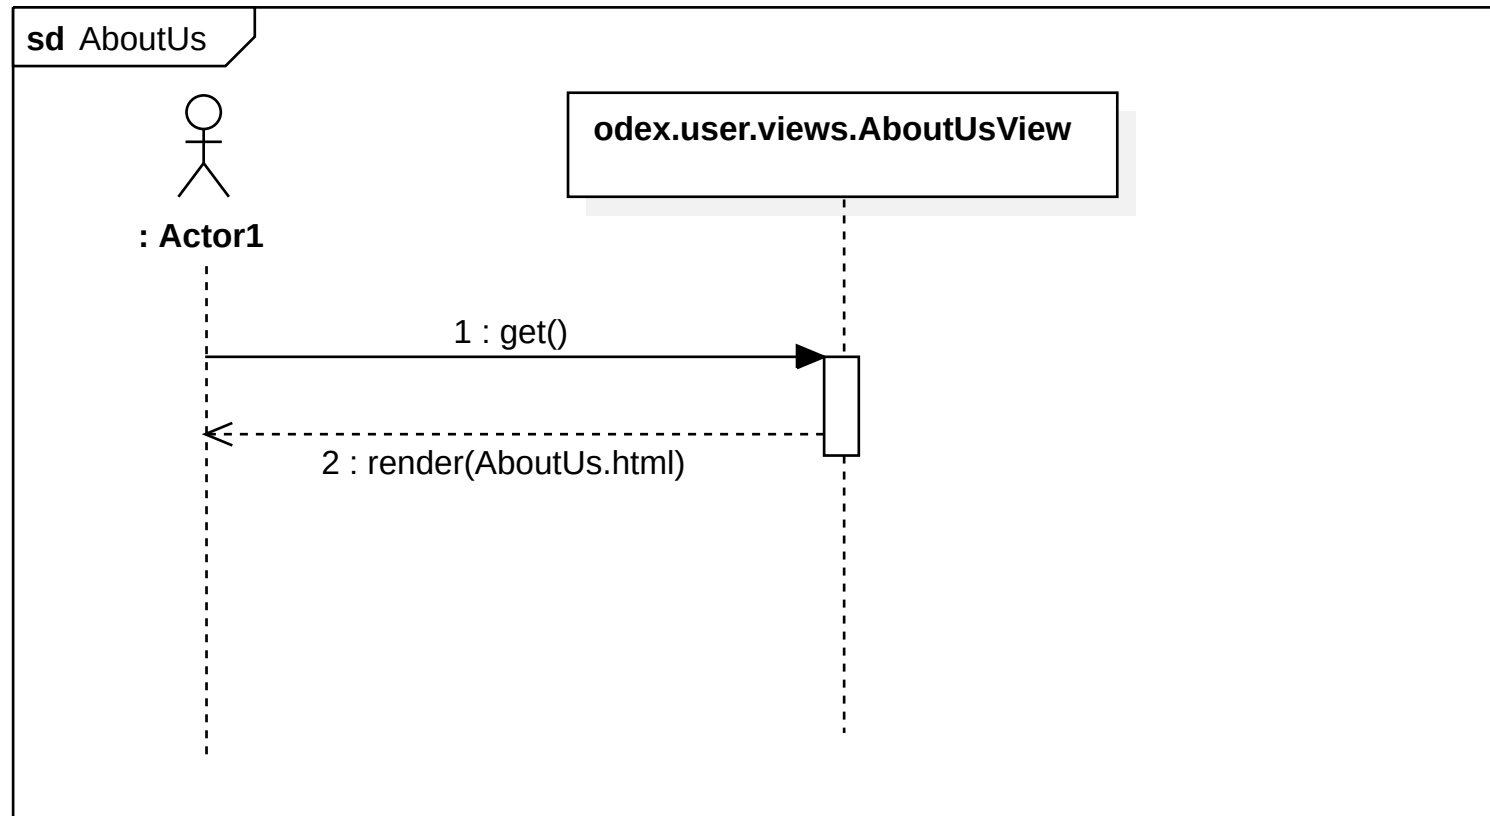 sd AboutUs
odex.user.views.AboutUsView
: Actor1
1 : get()
2 : render(AboutUs.html)